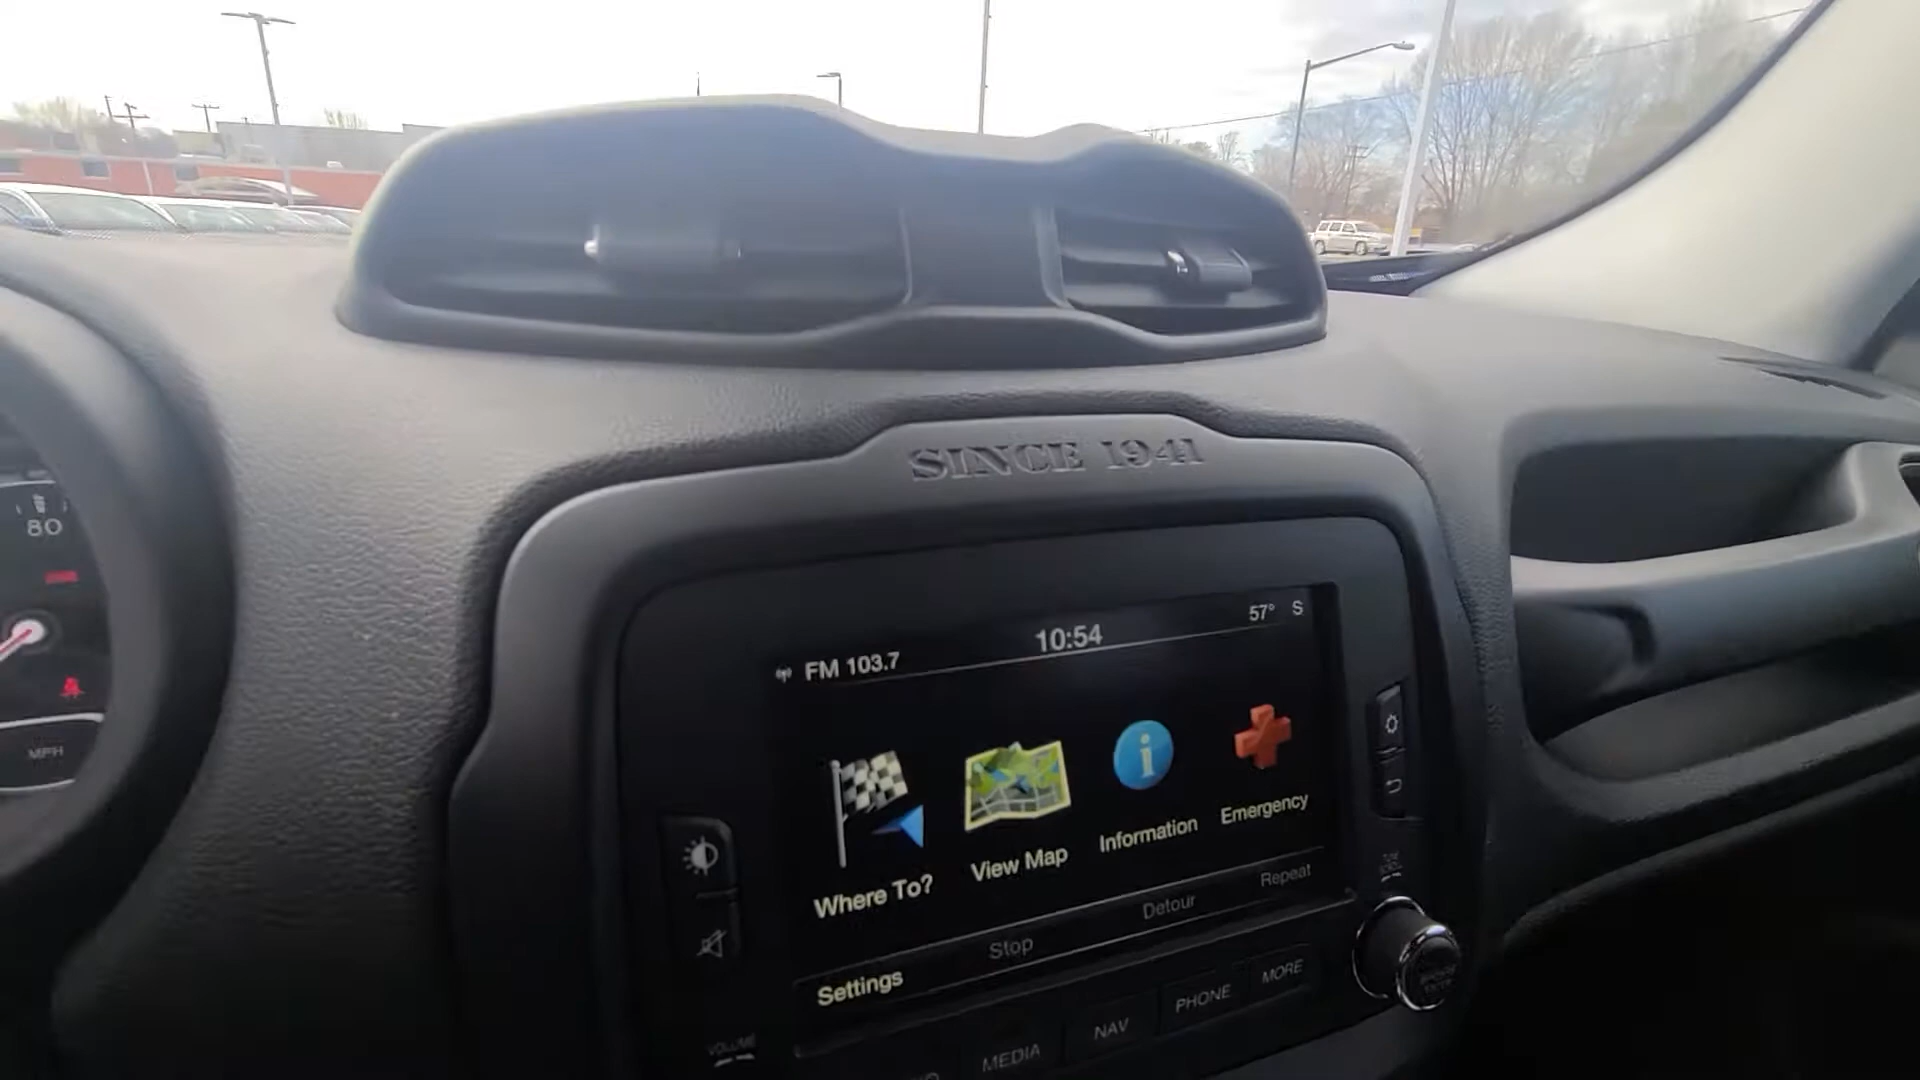 SINCE 1941
80
MPH
FM 103.7
10:54
57° S
Where To?
View Map
Information
Emergency
Settings
Stop
Detour
Repeat
VOLUME
MEDIA
NAV
PHONE
MORE